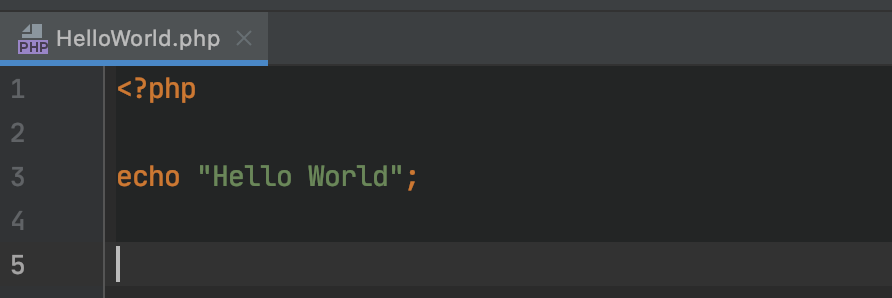 PHP HelloWorld.php
1 <?php
2
3 echo "Hello World";
4
5